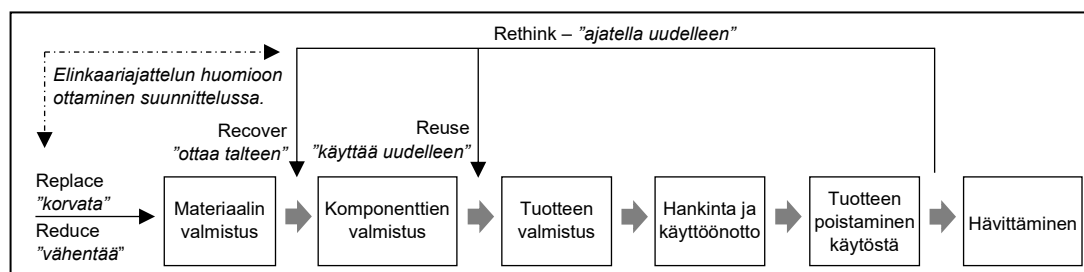 Rethink – ”ajatella uudelleen”
Elinkaariajattelun huomioon
ottaminen suunnittelussa.
Recover
”ottaa talteen”
Reuse
”käyttää uudelleen”
Replace
”korvata”
Reduce
”vähentää”
Materiaalin
valmistus
Komponenttien
valmistus
Tuotteen
valmistus
Hankinta ja
käyttöönotto
Tuotteen
poistaminen
käytöstä
Hävittäminen